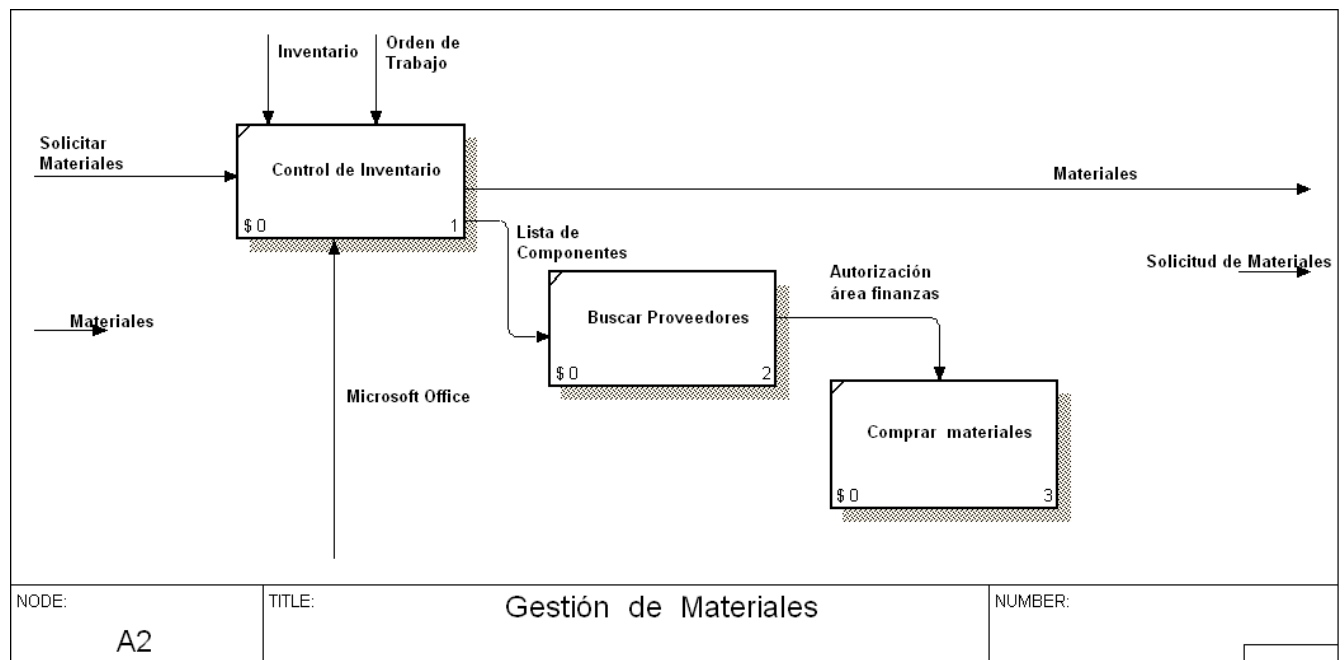 Inventario
Orden de
Trabajo
Solicitar
Materiales
Control de Inventario
$ 0
1
Materiales
Lista de
Componentes
Solicitud de Materiales
Autorización
área finanzas
Materiales
Buscar Proveedores
$ 0
2
Microsoft Office
Comprar materiales
$ 0
3
NODE:
A2
TITLE:
Gestión de Materiales
NUMBER: